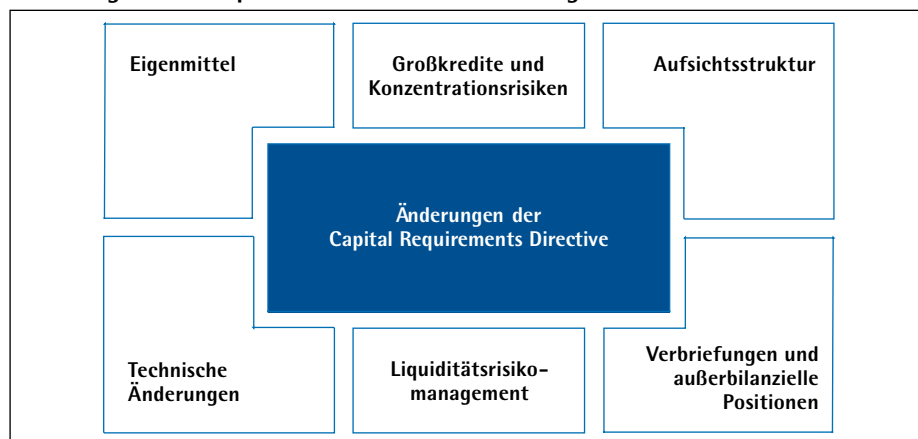 Eigenmittel
Großkredite und
Konzentrationsrisiken
Aufsichtsstruktur
Änderungen der
Capital Requirements Directive
Technische
Änderungen
Liquiditätsrisiko-
management
Verbriefungen und
außerbilanzielle
Positionen